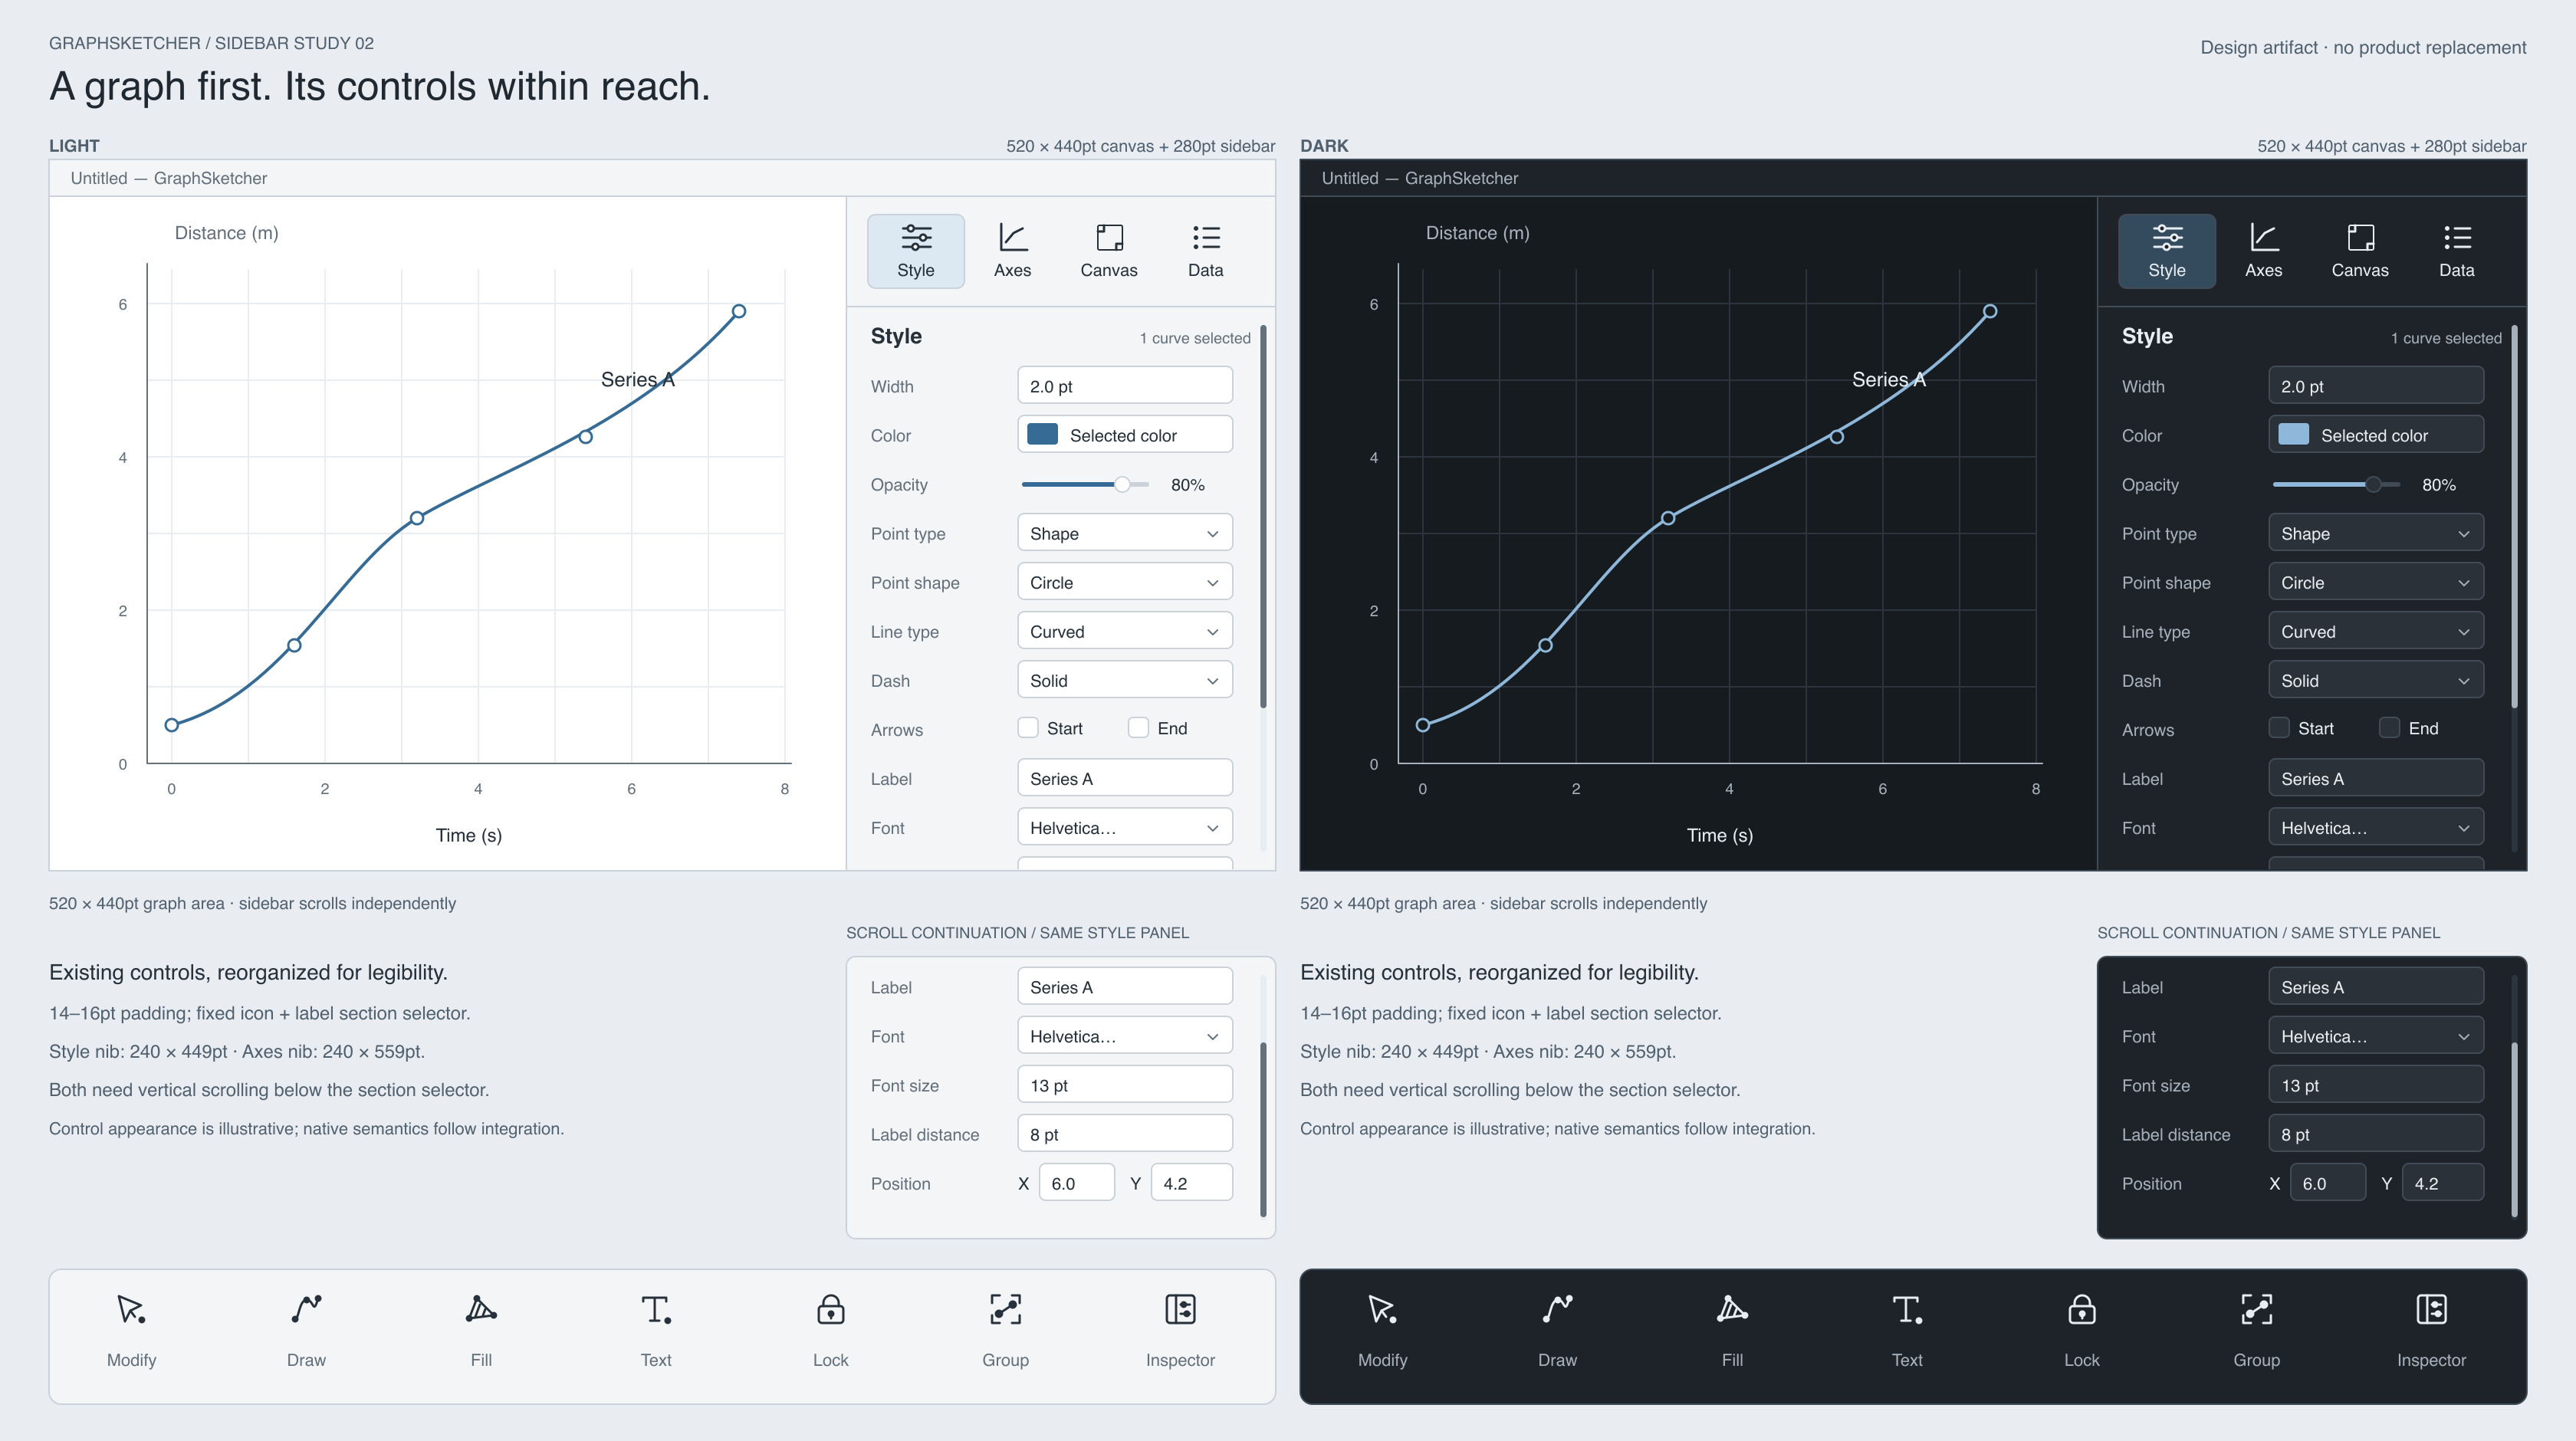 GRAPHSKETCHER / SIDEBAR STUDY 02
Design artifact · no product replacement
A graph first. Its controls within reach.
LIGHT
520 × 440pt canvas + 280pt sidebar
Untitled — GraphSketcher
Distance (m)
6
4
2
0
0 2 4 6 8
Series A
Time (s)
Style Axes Canvas Data
Style
1 curve selected
Width 2.0 pt
Color Selected color
Opacity 80%
Point type Shape
Point shape Circle
Line type Curved
Dash Solid
Arrows Start End
Label Series A
Font Helvetica…
520 × 440pt graph area · sidebar scrolls independently
SCROLL CONTINUATION / SAME STYLE PANEL
Existing controls, reorganized for legibility.
14–16pt padding; fixed icon + label section selector.
Style nib: 240 × 449pt · Axes nib: 240 × 559pt.
Both need vertical scrolling below the section selector.
Control appearance is illustrative; native semantics follow integration.
Label Series A
Font Helvetica…
Font size 13 pt
Label distance 8 pt
Position X 6.0 Y 4.2
Modify Draw Fill Text Lock Group Inspector
DARK
520 × 440pt canvas + 280pt sidebar
Untitled — GraphSketcher
Distance (m)
6
4
2
0
0 2 4 6 8
Series A
Time (s)
Style Axes Canvas Data
Style
1 curve selected
Width 2.0 pt
Color Selected color
Opacity 80%
Point type Shape
Point shape Circle
Line type Curved
Dash Solid
Arrows Start End
Label Series A
Font Helvetica…
520 × 440pt graph area · sidebar scrolls independently
SCROLL CONTINUATION / SAME STYLE PANEL
Existing controls, reorganized for legibility.
14–16pt padding; fixed icon + label section selector.
Style nib: 240 × 449pt · Axes nib: 240 × 559pt.
Both need vertical scrolling below the section selector.
Control appearance is illustrative; native semantics follow integration.
Label Series A
Font Helvetica…
Font size 13 pt
Label distance 8 pt
Position X 6.0 Y 4.2
Modify Draw Fill Text Lock Group Inspector